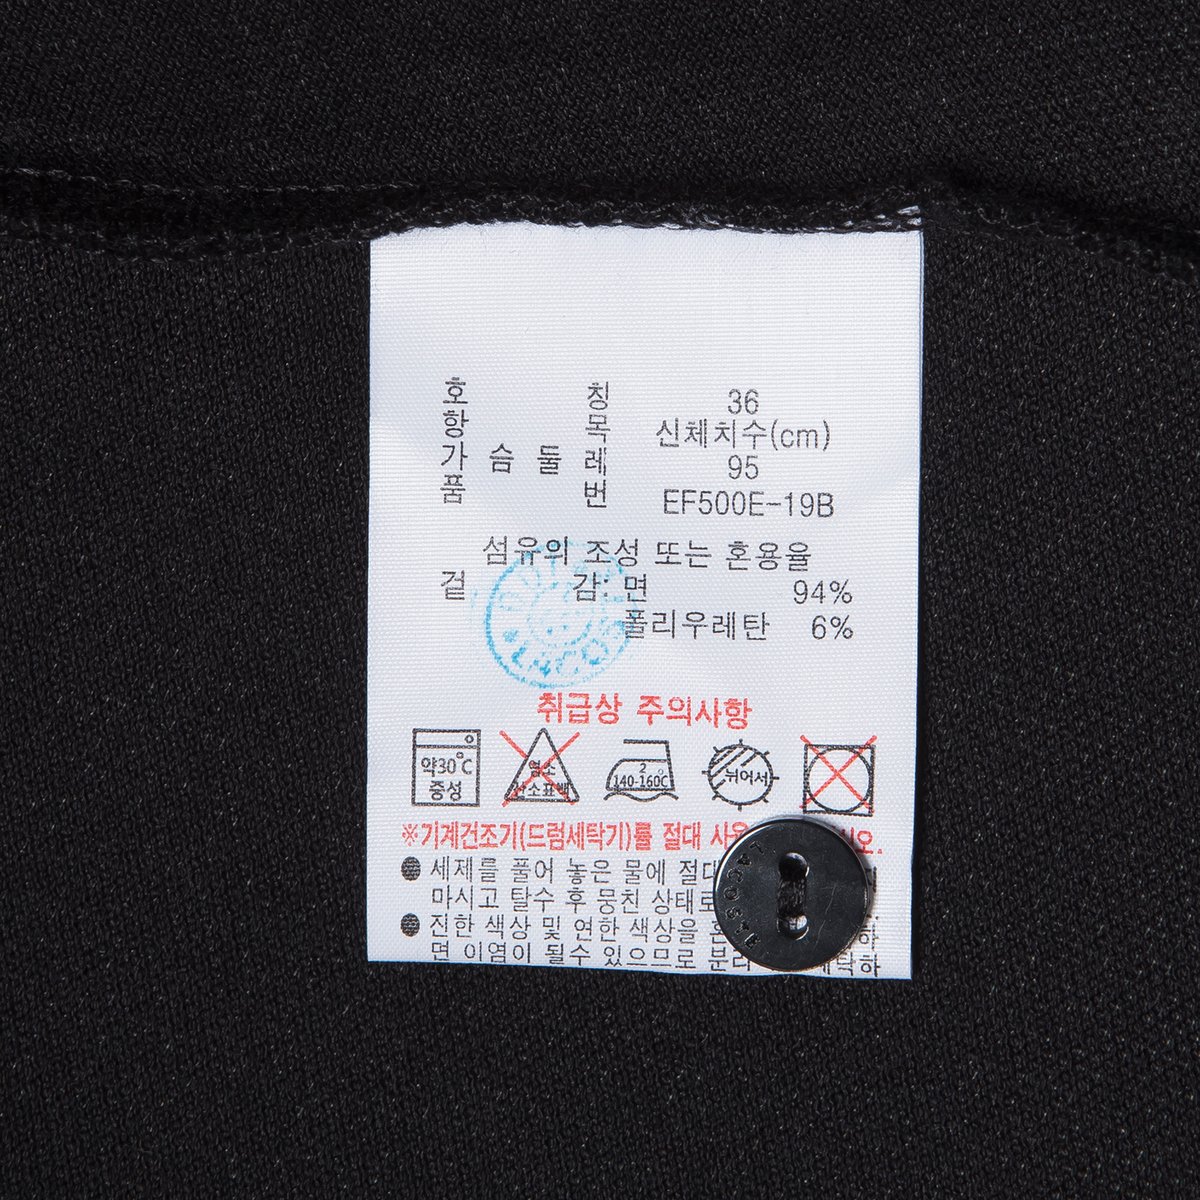 호 칭 36
항 목 신체치수(cm)
가 슴 둘 레 95
품 번 EF500E-19B
섬유의 조성 또는 혼용율
겉 감: 면 94%
폴리우레탄 6%
취급상 주의사항
약30℃
중성
염소
산소표백
2
140-160℃
뉘어서
※기계건조기(드럼세탁기)를 절대
세제를 풀어 놓은 물에
마시고 탈수 후 뭉친 상태로
진한 색상 및 연한 색상을
면 이염이 될수 있으므로